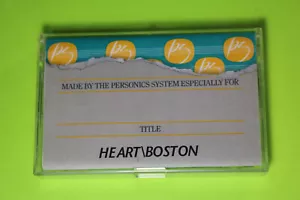 MADE BY THE PERSONICS SYSTEM ESPECIALLY FOR
TITLE
HEART\BOSTON